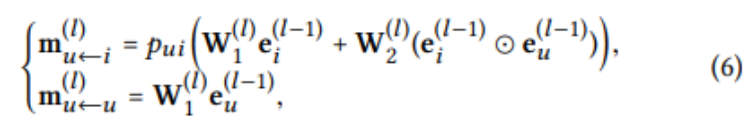 m_{u←i}^{(l)} = p_{ui}(W_1^{(l)} e_i^{(l−1)} + W_2^{(l)}(e_i^{(l−1)} ⊙ e_u^{(l−1)})),
(6)
m_{u←u}^{(l)} = W_1^{(l)} e_u^{(l−1)},